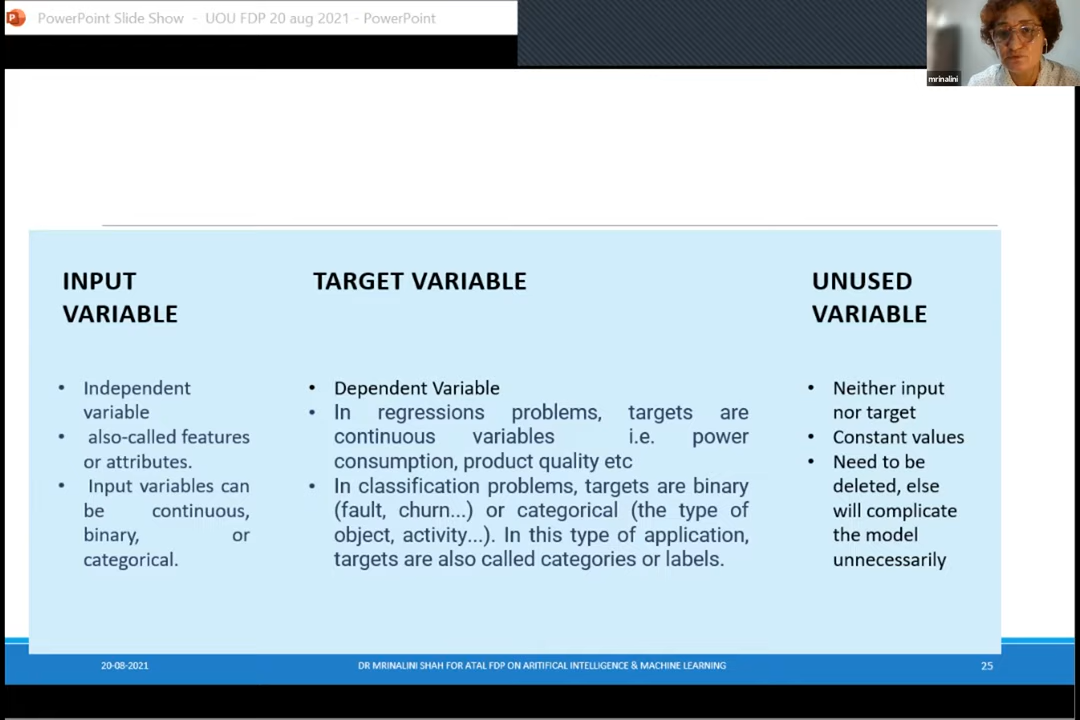 PowerPoint Slide Show - UOU FDP 20 aug 2021 - PowerPoint
mrinalini
INPUT
VARIABLE
• Independent
variable
• also-called features
or attributes.
• Input variables can
be continuous,
binary, or
categorical.
TARGET VARIABLE
• Dependent Variable
• In regressions problems, targets are
continuous variables i.e. power
consumption, product quality etc
• In classification problems, targets are binary
(fault, churn...) or categorical (the type of
object, activity...). In this type of application,
targets are also called categories or labels.
UNUSED
VARIABLE
• Neither input
nor target
• Constant values
• Need to be
deleted, else
will complicate
the model
unnecessarily
20-08-2021
DR MRINALINI SHAH FOR ATAL FDP ON ARITIFICAL INTELLIGENCE & MACHINE LEARNING
25